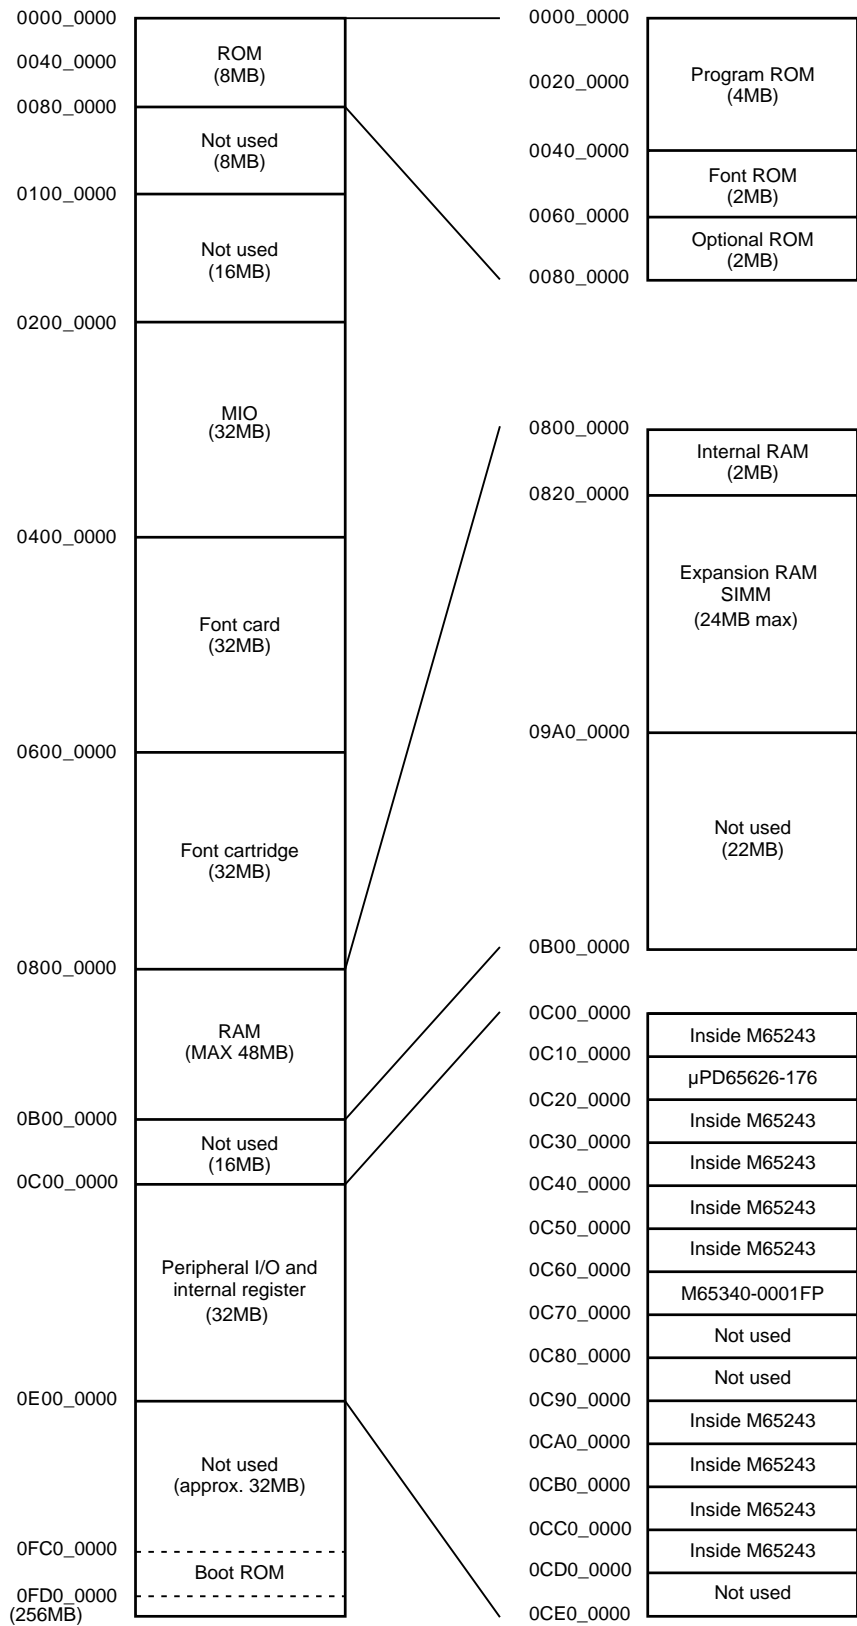 0000_0000
ROM
(8MB)
0040_0000
0080_0000
Not used
(8MB)
0100_0000
Not used
(16MB)
0200_0000
MIO
(32MB)
0400_0000
Font card
(32MB)
0600_0000
Font cartridge
(32MB)
0800_0000
RAM
(MAX 48MB)
0B00_0000
Not used
(16MB)
0C00_0000
Peripheral I/O and
internal register
(32MB)
0E00_0000
Not used
(approx. 32MB)
0FC0_0000
Boot ROM
0FD0_0000
(256MB)
0000_0000
Program ROM
(4MB)
0020_0000
0040_0000
Font ROM
(2MB)
0060_0000
Optional ROM
(2MB)
0080_0000
0800_0000
Internal RAM
(2MB)
0820_0000
Expansion RAM
SIMM
(24MB max)
09A0_0000
Not used
(22MB)
0B00_0000
0C00_0000
Inside M65243
0C10_0000
µPD65626-176
0C20_0000
Inside M65243
0C30_0000
Inside M65243
0C40_0000
Inside M65243
0C50_0000
Inside M65243
0C60_0000
M65340-0001FP
0C70_0000
Not used
0C80_0000
Not used
0C90_0000
Inside M65243
0CA0_0000
Inside M65243
0CB0_0000
Inside M65243
0CC0_0000
Inside M65243
0CD0_0000
Not used
0CE0_0000